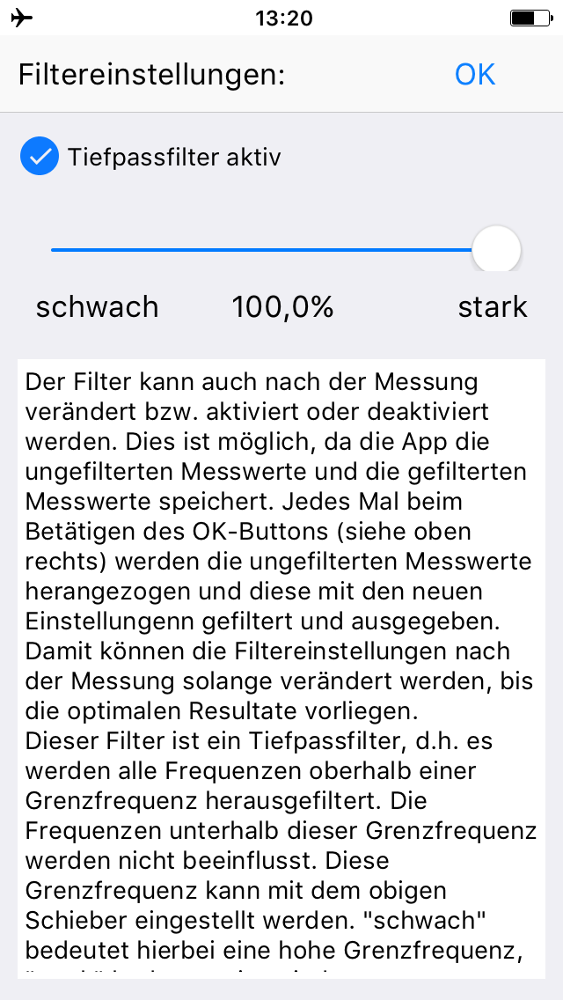 13:20
Filtereinstellungen: OK
Tiefpassfilter aktiv
schwach 100,0% stark
Der Filter kann auch nach der Messung
verändert bzw. aktiviert oder deaktiviert
werden. Dies ist möglich, da die App die
ungefilterten Messwerte und die gefilterten
Messwerte speichert. Jedes Mal beim
Betätigen des OK-Buttons (siehe oben
rechts) werden die ungefilterten Messwerte
herangezogen und diese mit den neuen
Einstellungenn gefiltert und ausgegeben.
Damit können die Filtereinstellungen nach
der Messung solange verändert werden, bis
die optimalen Resultate vorliegen.
Dieser Filter ist ein Tiefpassfilter, d.h. es
werden alle Frequenzen oberhalb einer
Grenzfrequenz herausgefiltert. Die
Frequenzen unterhalb dieser Grenzfrequenz
werden nicht beeinflusst. Diese
Grenzfrequenz kann mit dem obigen
Schieber eingestellt werden. "schwach"
bedeutet hierbei eine hohe Grenzfrequenz,